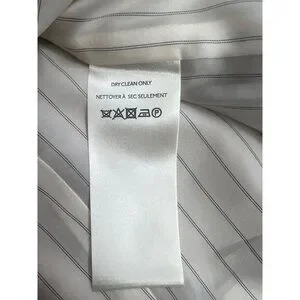 DRY CLEAN ONLY
NETTOYER À SEC SEULEMENT